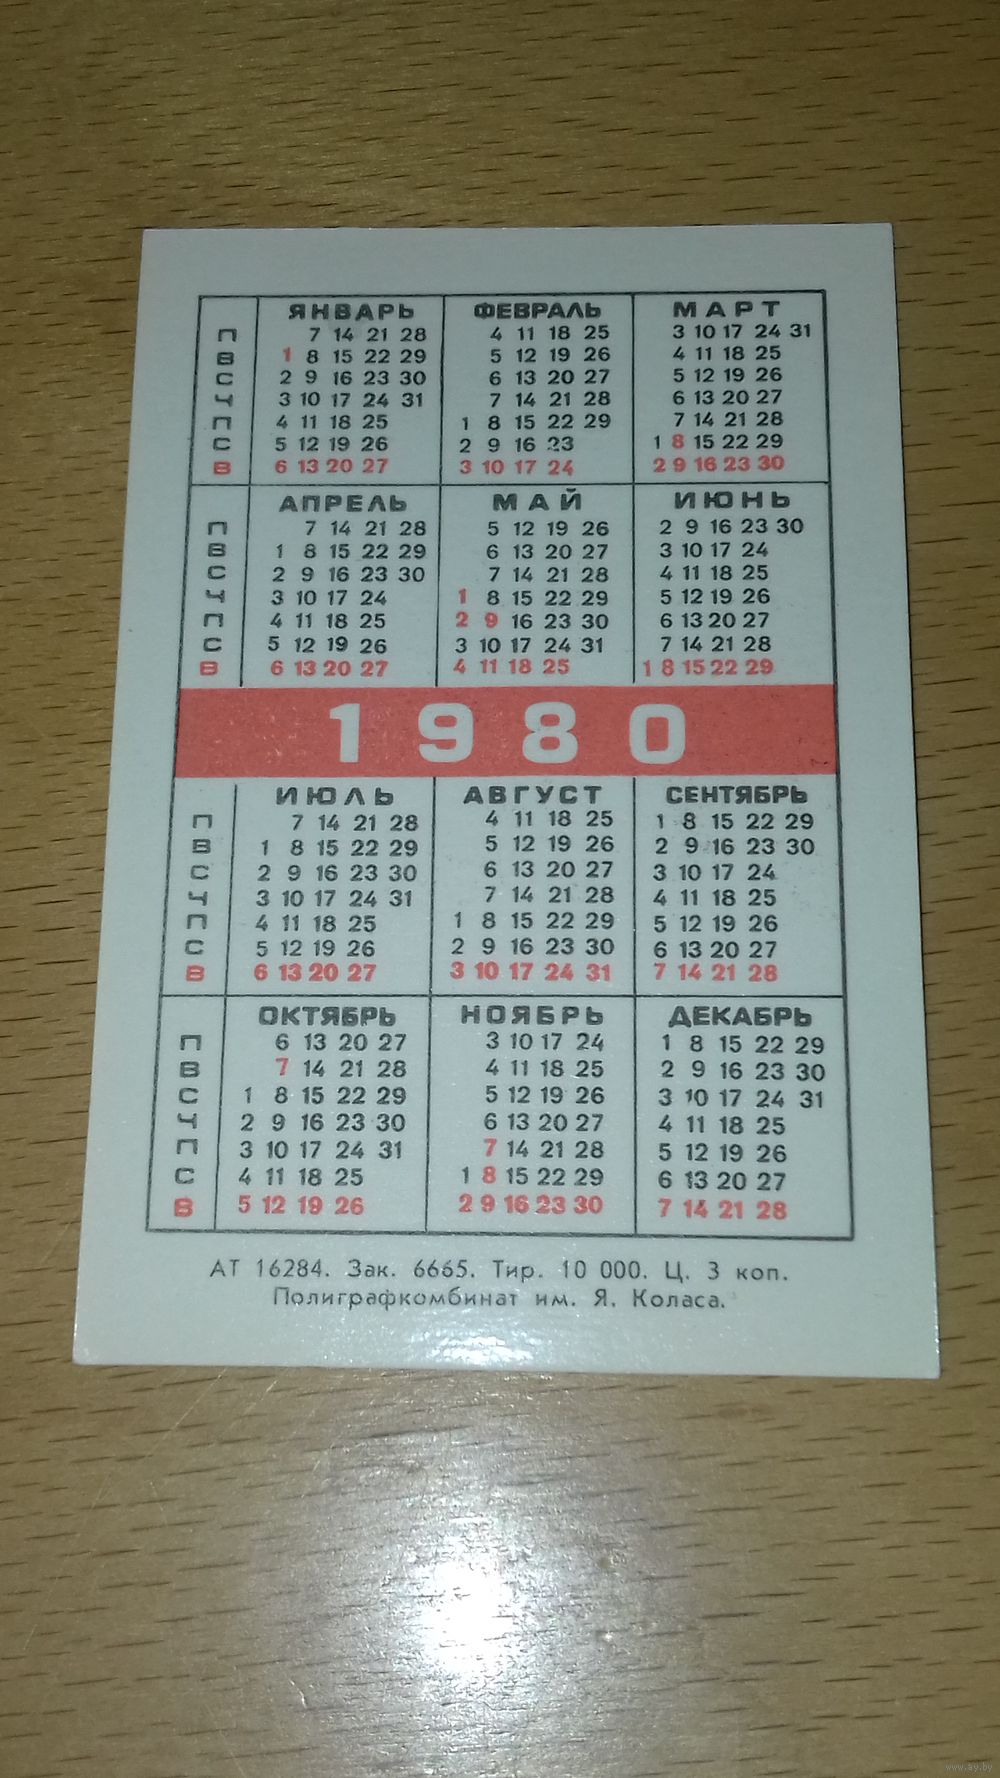 ЯНВАРЬ ФЕВРАЛЬ МАРТ
П 7 14 21 28 4 11 18 25 3 10 17 24 31
В 1 8 15 22 29 5 12 19 26 4 11 18 25
С 2 9 16 23 30 6 13 20 27 5 12 19 26
Ч 3 10 17 24 31 7 14 21 28 6 13 20 27
П 4 11 18 25 1 8 15 22 29 7 14 21 28
С 5 12 19 26 2 9 16 23 1 8 15 22 29
В 6 13 20 27 3 10 17 24 2 9 16 23 30
АПРЕЛЬ МАЙ ИЮНЬ
П 7 14 21 28 5 12 19 26 2 9 16 23 30
В 1 8 15 22 29 6 13 20 27 3 10 17 24
С 2 9 16 23 30 7 14 21 28 4 11 18 25
Ч 3 10 17 24 1 8 15 22 29 5 12 19 26
П 4 11 18 25 2 9 16 23 30 6 13 20 27
С 5 12 19 26 3 10 17 24 31 7 14 21 28
В 6 13 20 27 4 11 18 25 1 8 15 22 29
1980
ИЮЛЬ АВГУСТ СЕНТЯБРЬ
П 7 14 21 28 4 11 18 25 1 8 15 22 29
В 1 8 15 22 29 5 12 19 26 2 9 16 23 30
С 2 9 16 23 30 6 13 20 27 3 10 17 24
Ч 3 10 17 24 31 7 14 21 28 4 11 18 25
П 4 11 18 25 1 8 15 22 29 5 12 19 26
С 5 12 19 26 2 9 16 23 30 6 13 20 27
В 6 13 20 27 3 10 17 24 31 7 14 21 28
ОКТЯБРЬ НОЯБРЬ ДЕКАБРЬ
П 6 13 20 27 3 10 17 24 1 8 15 22 29
В 7 14 21 28 4 11 18 25 2 9 16 23 30
С 1 8 15 22 29 5 12 19 26 3 10 17 24 31
Ч 2 9 16 23 30 6 13 20 27 4 11 18 25
П 3 10 17 24 31 7 14 21 28 5 12 19 26
С 4 11 18 25 1 8 15 22 29 6 13 20 27
В 5 12 19 26 2 9 16 23 30 7 14 21 28
АТ 16284. Зак. 6665. Тир. 10 000. Ц. 3 коп.
Полиграфкомбинат им. Я. Коласа.
www.ay.by